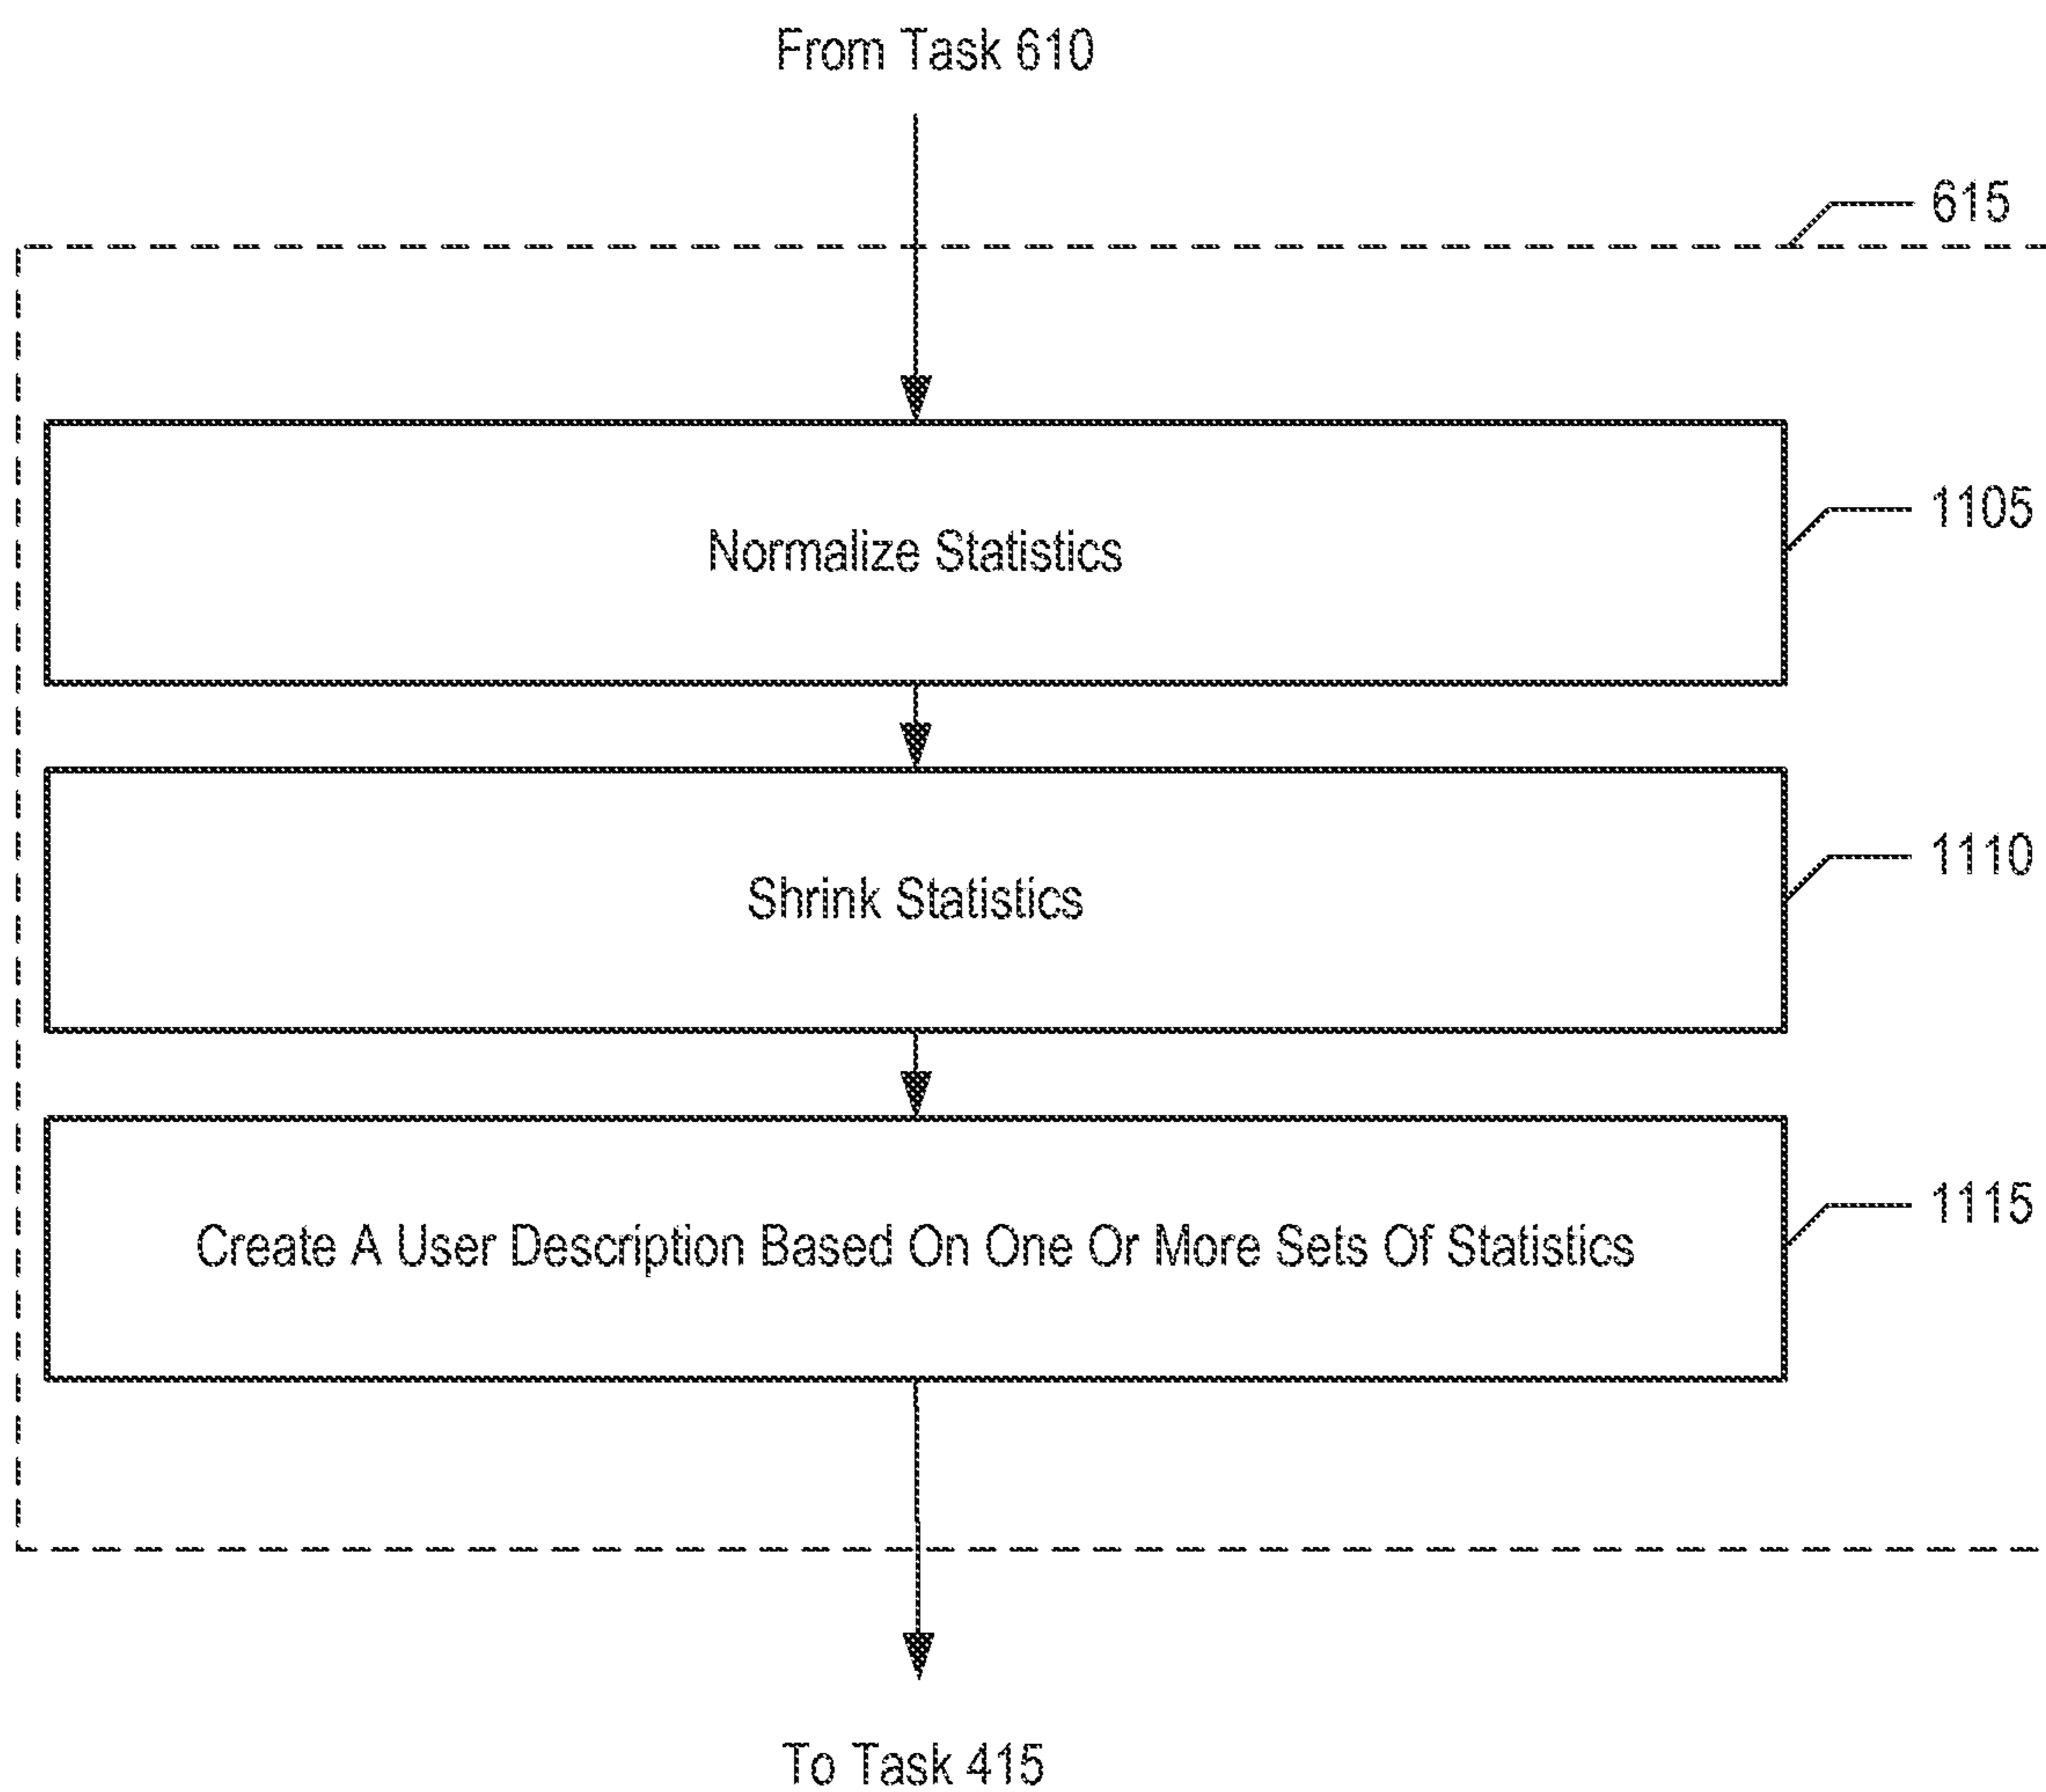 From Task 610
615
Normalize Statistics
1105
Shrink Statistics
1110
Create A User Description Based On One Or More Sets Of Statistics
1115
To Task 415